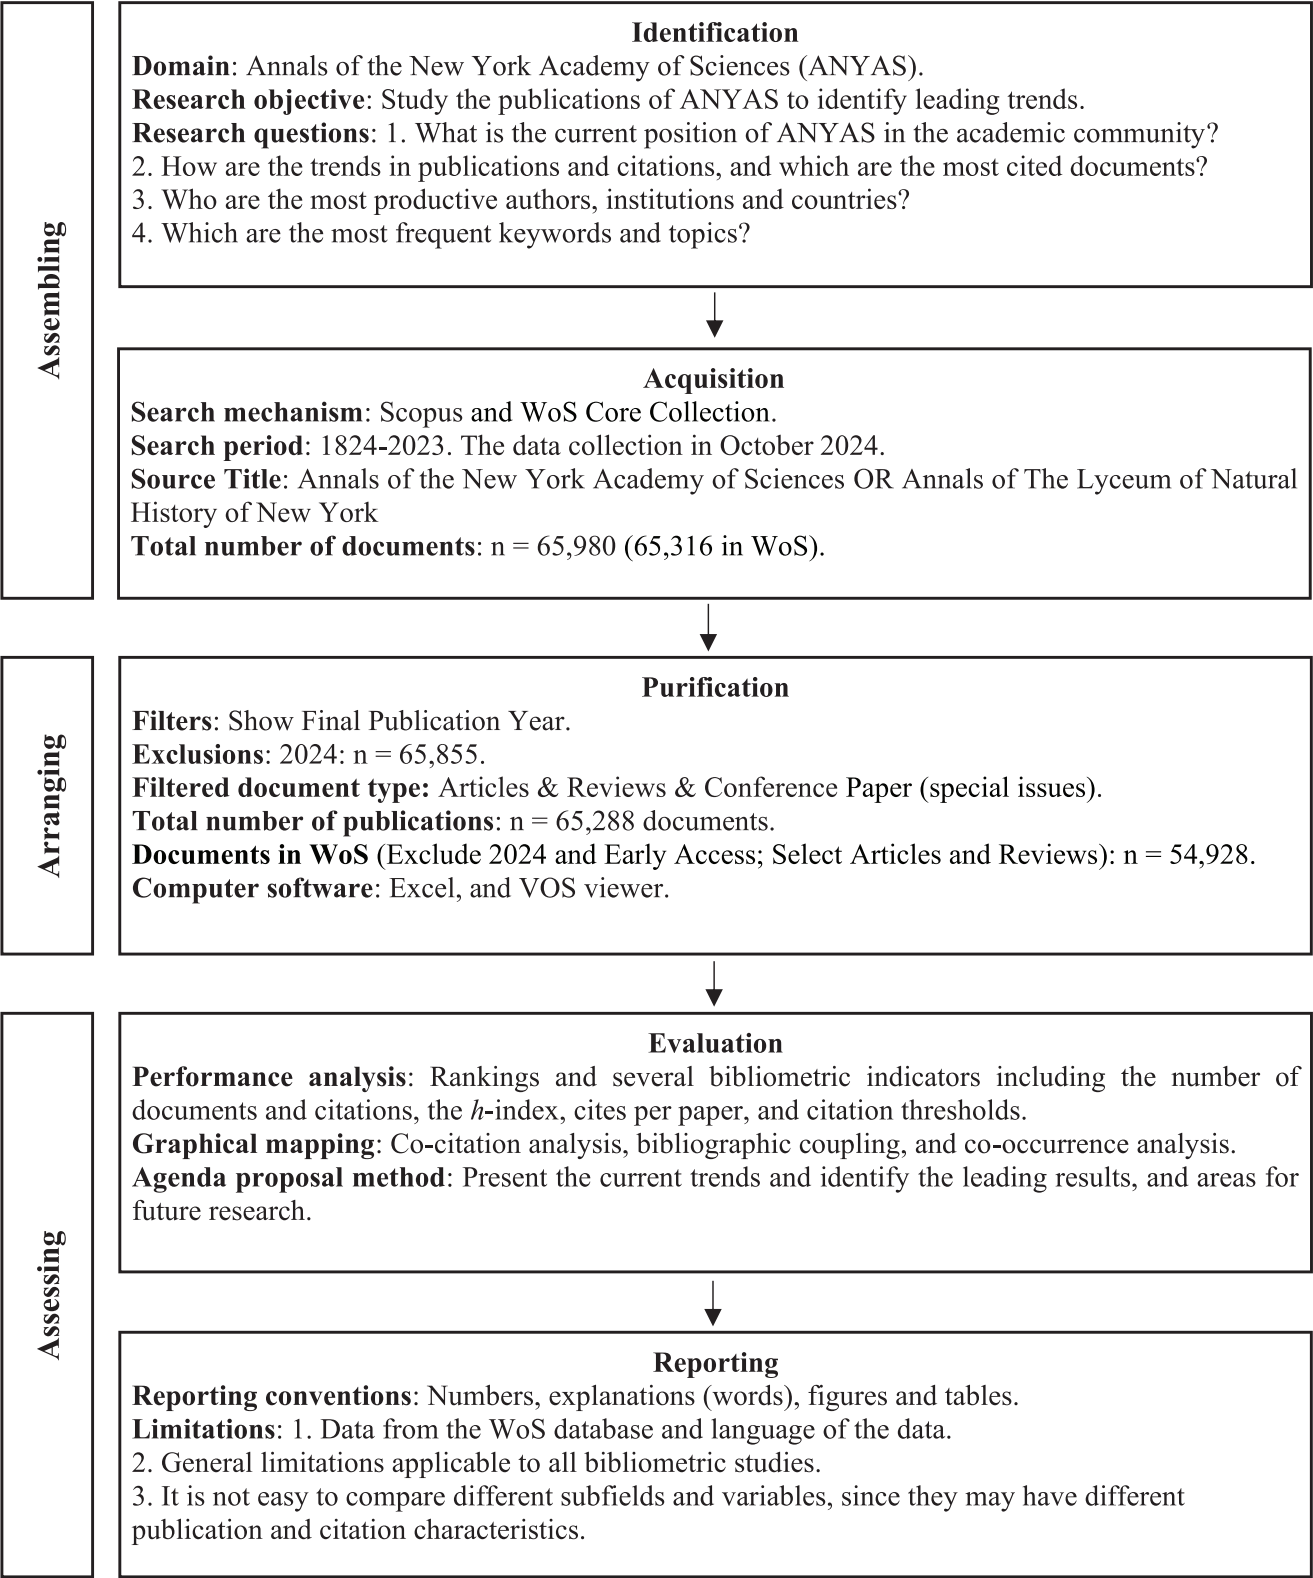 Assembling
Identification
Domain: Annals of the New York Academy of Sciences (ANYAS).
Research objective: Study the publications of ANYAS to identify leading trends.
Research questions: 1. What is the current position of ANYAS in the academic community?
2. How are the trends in publications and citations, and which are the most cited documents?
3. Who are the most productive authors, institutions and countries?
4. Which are the most frequent keywords and topics?
Acquisition
Search mechanism: Scopus and WoS Core Collection.
Search period: 1824-2023. The data collection in October 2024.
Source Title: Annals of the New York Academy of Sciences OR Annals of The Lyceum of Natural
History of New York
Total number of documents: n = 65,980 (65,316 in WoS).
Arranging
Purification
Filters: Show Final Publication Year.
Exclusions: 2024: n = 65,855.
Filtered document type: Articles & Reviews & Conference Paper (special issues).
Total number of publications: n = 65,288 documents.
Documents in WoS (Exclude 2024 and Early Access; Select Articles and Reviews): n = 54,928.
Computer software: Excel, and VOS viewer.
Assessing
Evaluation
Performance analysis: Rankings and several bibliometric indicators including the number of
documents and citations, the h-index, cites per paper, and citation thresholds.
Graphical mapping: Co-citation analysis, bibliographic coupling, and co-occurrence analysis.
Agenda proposal method: Present the current trends and identify the leading results, and areas for
future research.
Reporting
Reporting conventions: Numbers, explanations (words), figures and tables.
Limitations: 1. Data from the WoS database and language of the data.
2. General limitations applicable to all bibliometric studies.
3. It is not easy to compare different subfields and variables, since they may have different
publication and citation characteristics.